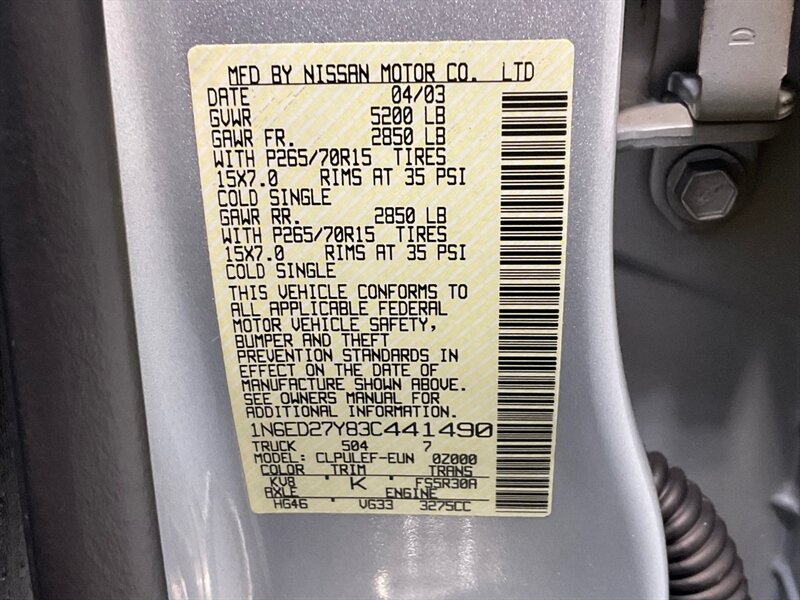 MFD BY NISSAN MOTOR CO. LTD
DATE 04/03
GVWR 5200 LB
GAWR FR. 2850 LB
WITH P265/70R15 TIRES
15X7.0 RIMS AT 35 PSI
COLD SINGLE
GAWR RR. 2850 LB
WITH P265/70R15 TIRES
15X7.0 RIMS AT 35 PSI
COLD SINGLE
THIS VEHICLE CONFORMS TO
ALL APPLICABLE FEDERAL
MOTOR VEHICLE SAFETY,
BUMPER AND THEFT
PREVENTION STANDARDS IN
EFFECT ON THE DATE OF
MANUFACTURE SHOWN ABOVE.
SEE OWNERS MANUAL FOR
ADDITIONAL INFORMATION.
1N6ED27Y83C441490
TRUCK 504 7
MODEL: CLPULEF-EUN 0Z000
COLOR TRIM TRANS
KV8 K FS5R30A
AXLE ENGINE
HG46 VG33 3275CC
D